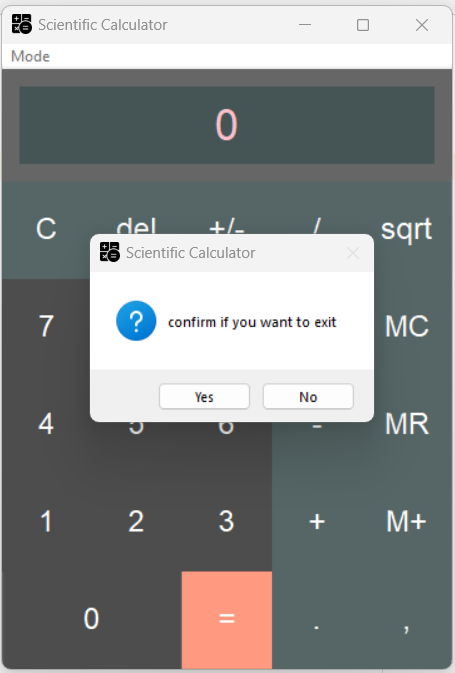 Scientific Calculator
Mode
0
C del +/- / sqrt
Scientific Calculator
7 MC
confirm if you want to exit
Yes No
4 5 6 - MR
1 2 3 + M+
0 = . ,